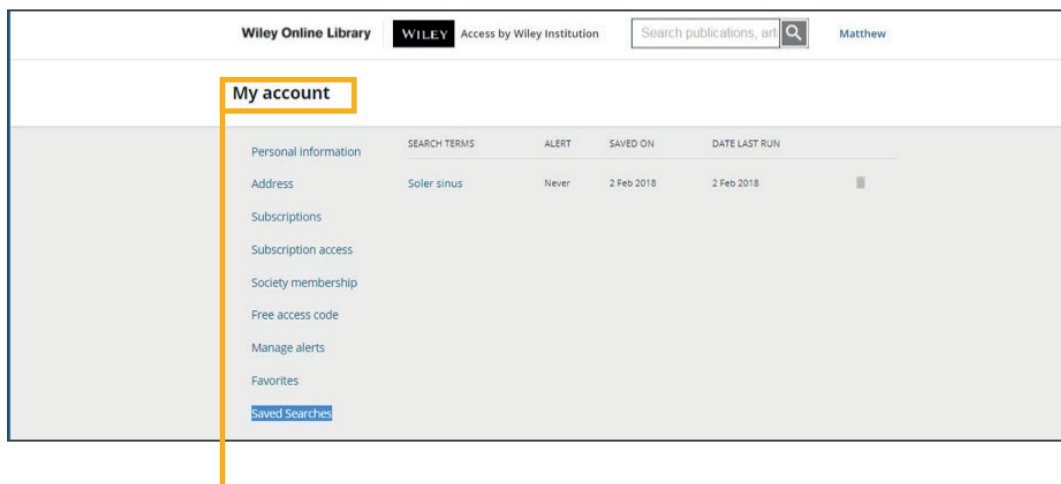 Wiley Online Library WILEY Access by Wiley Institution Search publications, art Matthew
My account
Personal information
Address
Subscriptions
Subscription access
Society membership
Free access code
Manage alerts
Favorites
Saved Searches
SEARCH TERMS ALERT SAVED ON DATE LAST RUN
Soler sinus Never 2 Feb 2018 2 Feb 2018